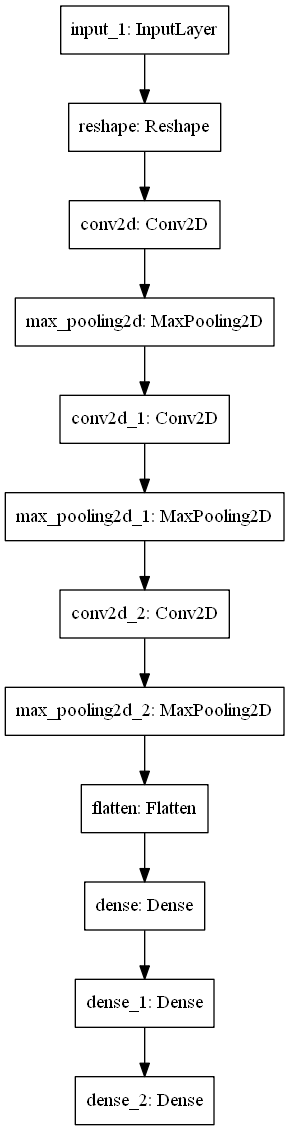 input_1: InputLayer
reshape: Reshape
conv2d: Conv2D
max_pooling2d: MaxPooling2D
conv2d_1: Conv2D
max_pooling2d_1: MaxPooling2D
conv2d_2: Conv2D
max_pooling2d_2: MaxPooling2D
flatten: Flatten
dense: Dense
dense_1: Dense
dense_2: Dense